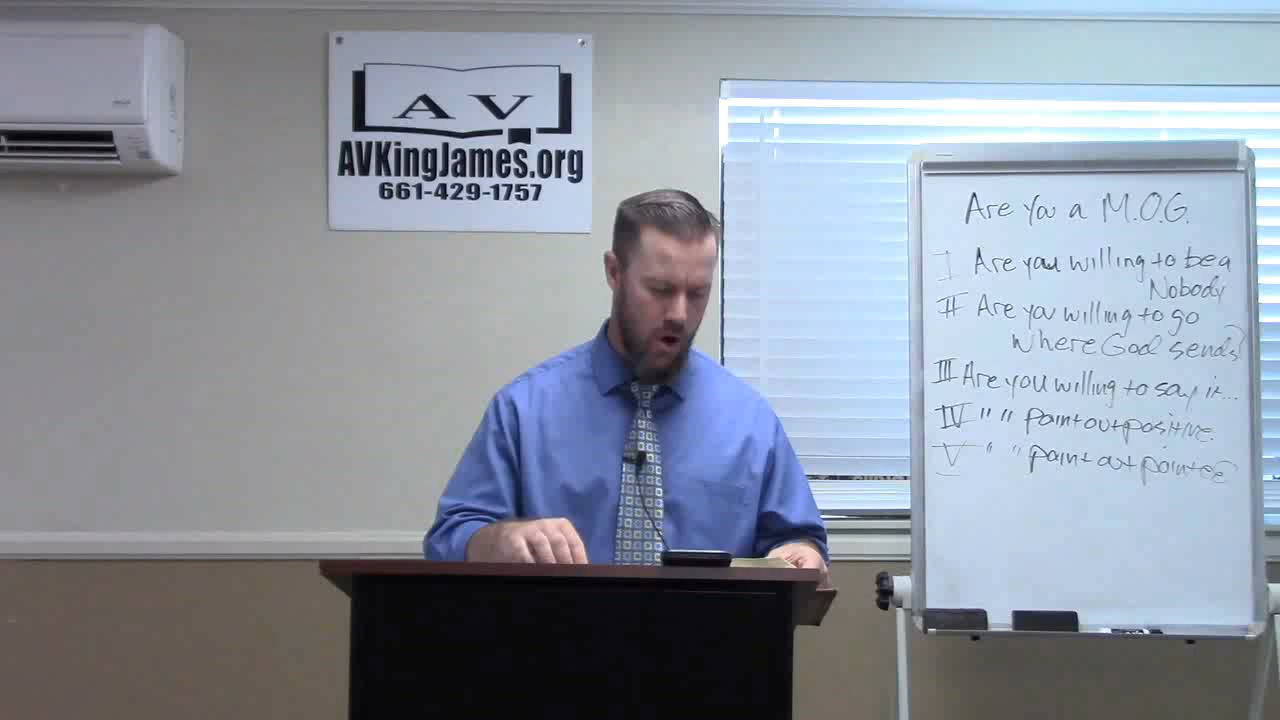 A V
AVKingJames.org
661-429-1757
Are you a M.O.G.
I Are you willing to be a
Nobody
II Are you willing to go
where God sends?
III Are you willing to say it...
IV " " point out positive.
V " " point out pointed?